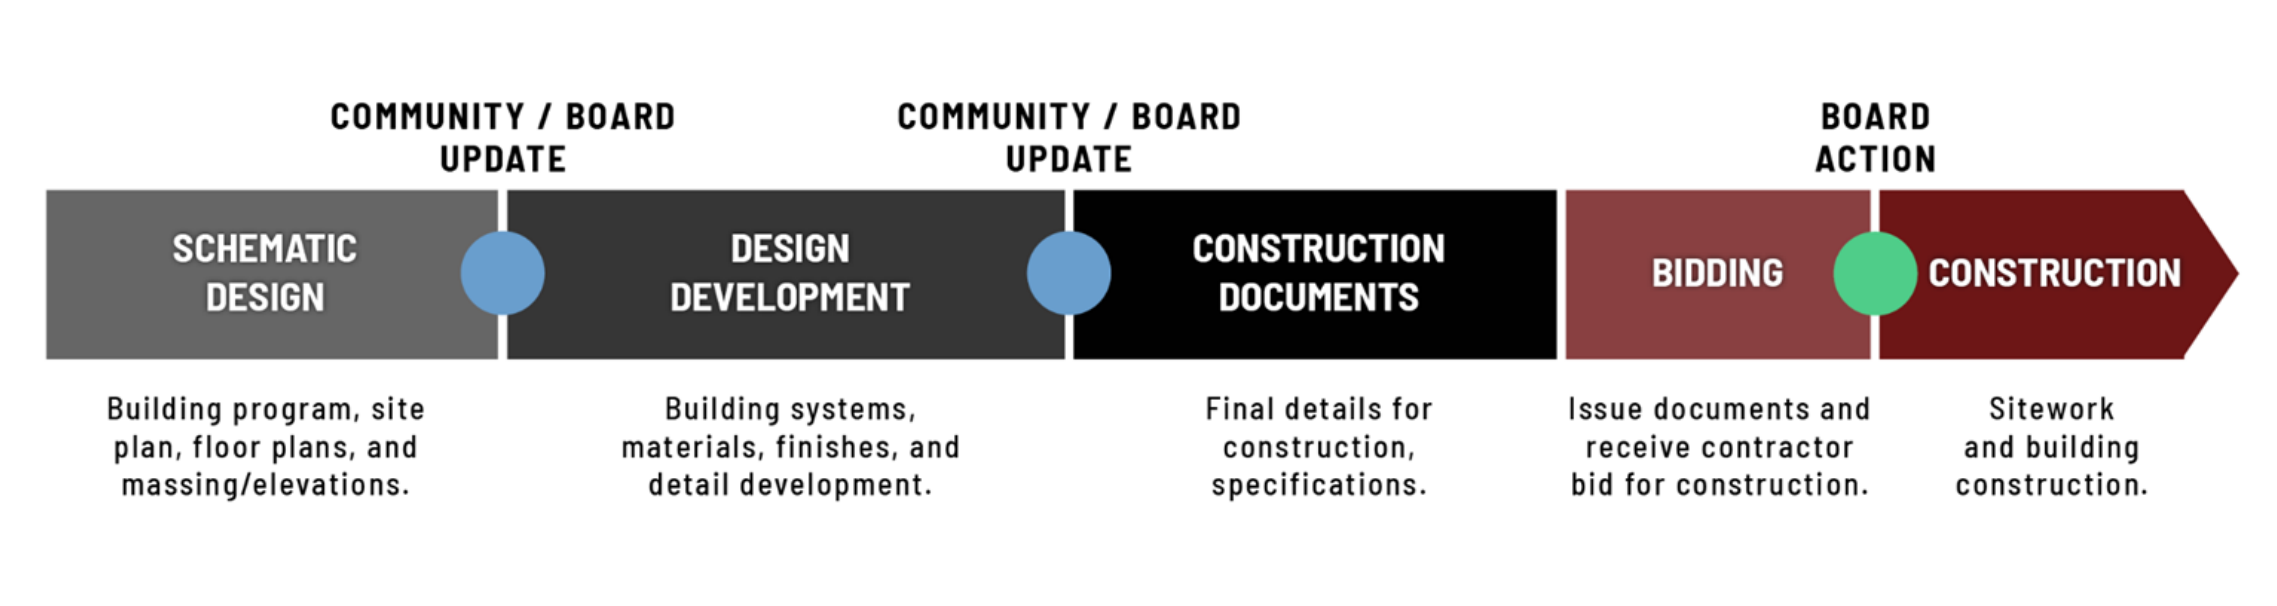 COMMUNITY / BOARD
UPDATE
COMMUNITY / BOARD
UPDATE
BOARD
ACTION
SCHEMATIC
DESIGN
DESIGN
DEVELOPMENT
CONSTRUCTION
DOCUMENTS
BIDDING
CONSTRUCTION
Building program, site
plan, floor plans, and
massing/elevations.
Building systems,
materials, finishes, and
detail development.
Final details for
construction,
specifications.
Issue documents and
receive contractor
bid for construction.
Sitework
and building
construction.